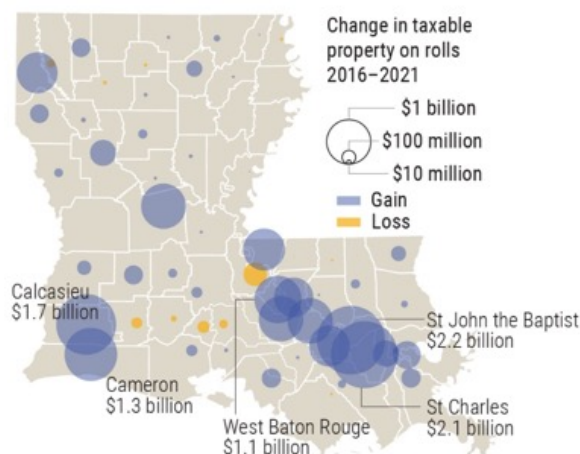 Change in taxable
property on rolls
2016–2021
$1 billion
$100 million
$10 million
Gain
Loss
Calcasieu
$1.7 billion
Cameron
$1.3 billion
West Baton Rouge
$1.1 billion
St John the Baptist
$2.2 billion
St Charles
$2.1 billion